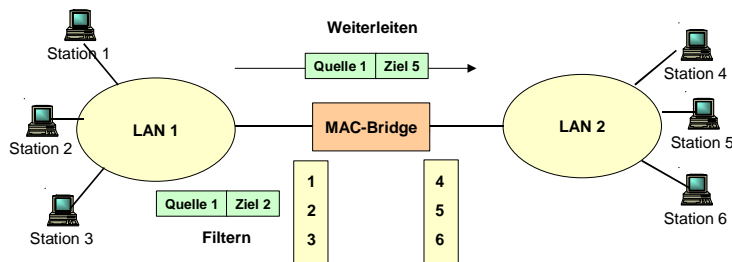 Weiterleiten
Station 1
Quelle 1 Ziel 5
Station 4
LAN 1
MAC-Bridge
LAN 2
Station 2
Station 5
1
2
3
4
5
6
Quelle 1 Ziel 2
Station 3
Filtern
Station 6